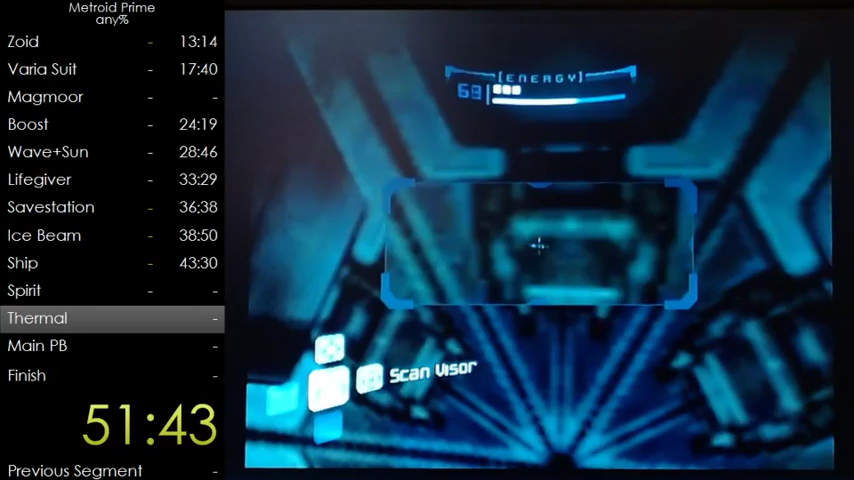 Metroid Prime
any%
Zoid - 13:14
Varia Suit - 17:40
Magmoor - -
Boost - 24:19
Wave+Sun - 28:46
Lifegiver - 33:29
Savestation - 36:38
Ice Beam - 38:50
Ship - 43:30
Spirit - -
Thermal -
Main PB -
Finish -
51:43
Previous Segment -
[ENERGY]
69
Scan Visor